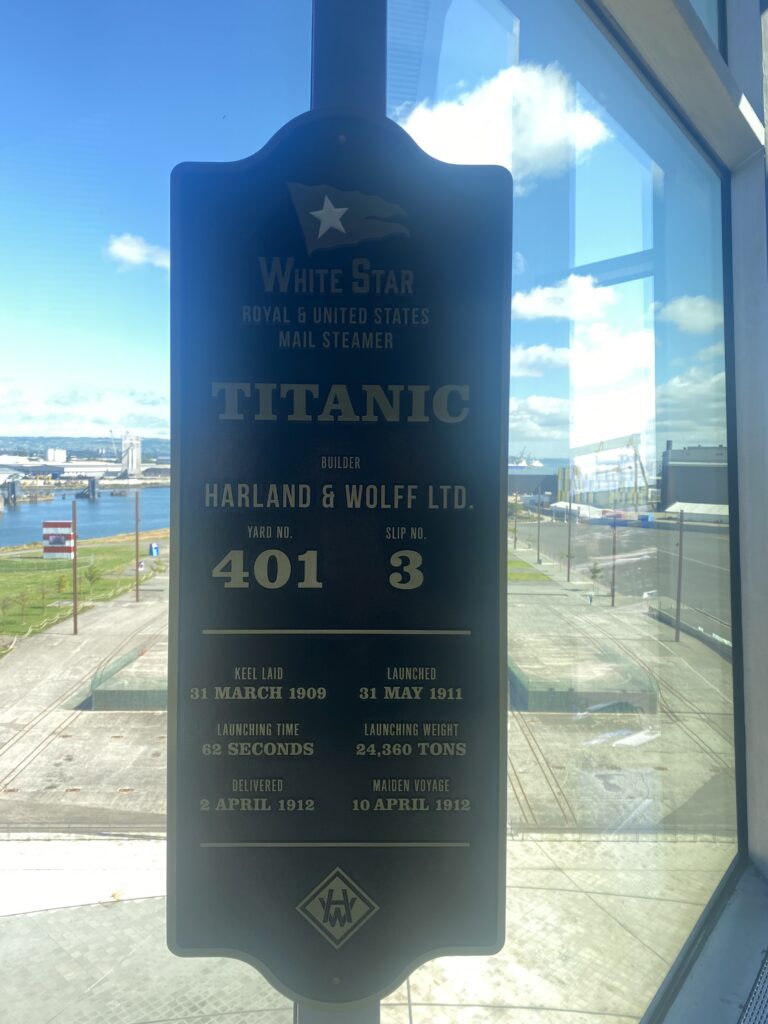 WHITE STAR
ROYAL & UNITED STATES
MAIL STEAMER
TITANIC
BUILDER
HARLAND & WOLFF LTD.
YARD NO. SLIP NO.
401 3
KEEL LAID LAUNCHED
31 MARCH 1909 31 MAY 1911
LAUNCHING TIME LAUNCHING WEIGHT
62 SECONDS 24,360 TONS
DELIVERED MAIDEN VOYAGE
2 APRIL 1912 10 APRIL 1912
HW